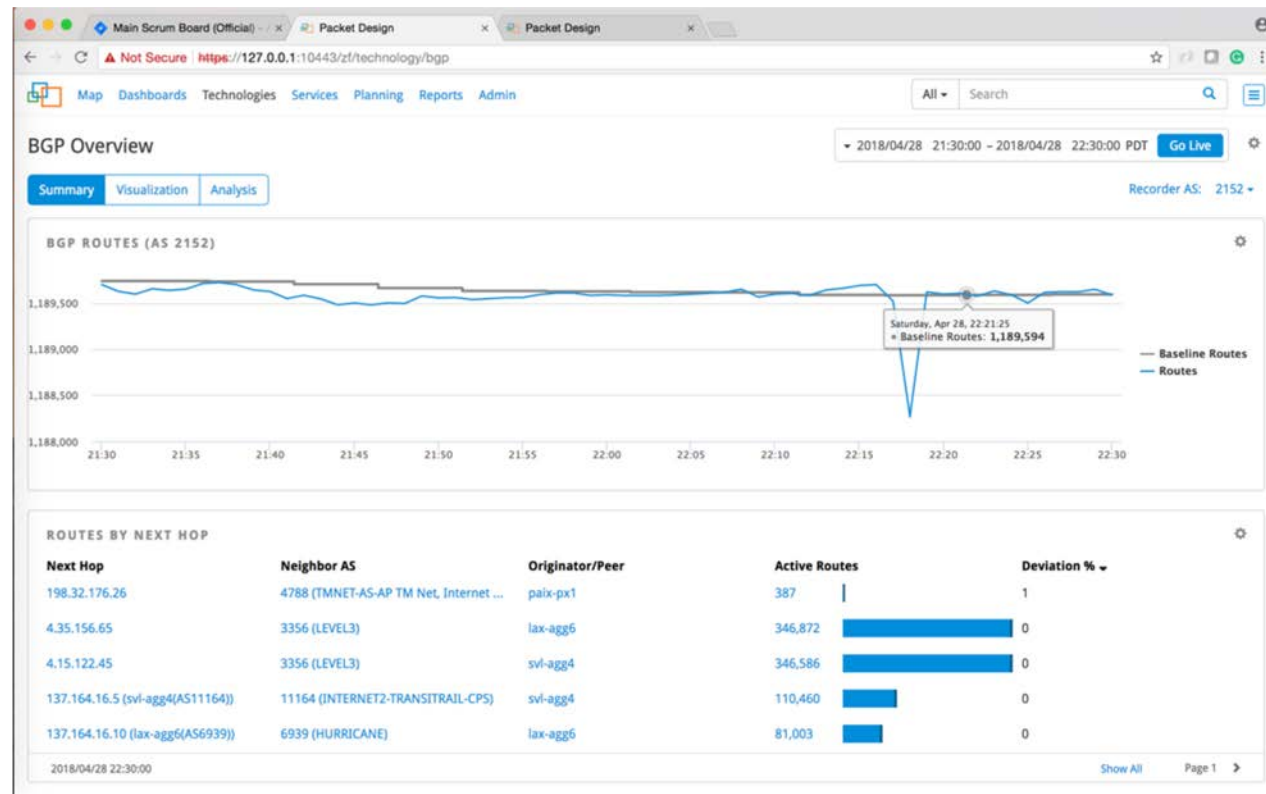 Main Scrum Board (Official) -
Packet Design
Packet Design
Not Secure https://127.0.0.1:10443/zf/technology/bgp
Map Dashboards Technologies Services Planning Reports Admin
All Search
BGP Overview
2018/04/28 21:30:00 – 2018/04/28 22:30:00 PDT Go Live
Summary Visualization Analysis
Recorder AS: 2152
BGP ROUTES (AS 2152)
1,189,500
1,189,000
1,188,500
1,188,000
Saturday, Apr 28, 22:21:25
Baseline Routes: 1,189,594
Baseline Routes
Routes
21:30 21:35 21:40 21:45 21:50 21:55 22:00 22:05 22:10 22:15 22:20 22:25 22:30
ROUTES BY NEXT HOP
Next Hop Neighbor AS Originator/Peer Active Routes Deviation %
198.32.176.26 4788 (TMNET-AS-AP TM Net, Internet ... paix-px1 387 1
4.35.156.65 3356 (LEVEL3) lax-agg6 346,872 0
4.15.122.45 3356 (LEVEL3) svl-agg4 346,586 0
137.164.16.5 (svl-agg4(AS11164)) 11164 (INTERNET2-TRANSITRAIL-CPS) svl-agg4 110,460 0
137.164.16.10 (lax-agg6(AS6939)) 6939 (HURRICANE) lax-agg6 81,003 0
2018/04/28 22:30:00 Show All Page 1